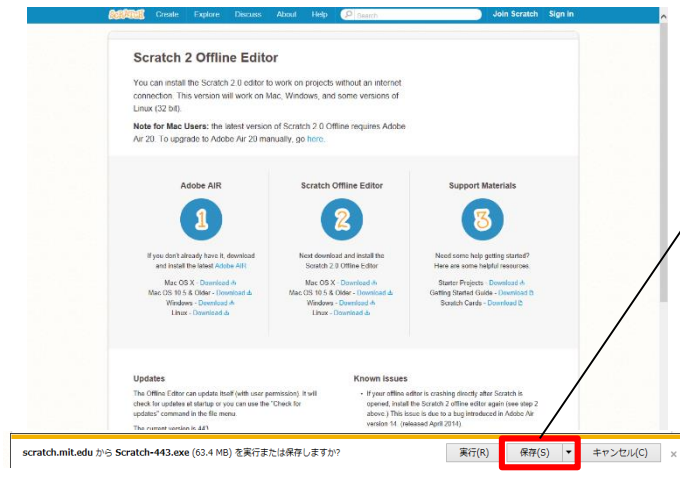 SCRATCH Create Explore Discuss About Help Search Join Scratch Sign in
Scratch 2 Offline Editor
You can install the Scratch 2.0 editor to work on projects without an internet
connection. This version will work on Mac, Windows, and some versions of
Linux (32 bit).
Note for Mac Users: the latest version of Scratch 2.0 Offline requires Adobe
Air 20. To upgrade to Adobe Air 20 manually, go here.
Adobe AIR
1
If you don't already have it, download
and install the latest Adobe AIR
Mac OS X - Download
Mac OS 10.5 & Older - Download
Windows - Download
Linux - Download
Scratch Offline Editor
2
Next download and install the
Scratch 2.0 Offline Editor
Mac OS X - Download
Mac OS 10.5 & Older - Download
Windows - Download
Linux - Download
Support Materials
3
Need some help getting started?
Here are some helpful resources.
Starter Projects - Download
Getting Started Guide - Download
Scratch Cards - Download
Updates
The Offline Editor can update itself (with user permission). It will
check for updates at startup or you can use the "Check for
updates" command in the file menu.
The current version is 443
Known issues
• If your offline editor is crashing directly after Scratch is
opened, install the Scratch 2 offline editor again (see step 2
above.) This issue is due to a bug introduced in Adobe Air
version 14. (released April 2014).
scratch.mit.edu から Scratch-443.exe (63.4 MB) を実行または保存しますか?
実行(R) 保存(S) キャンセル(C) ×